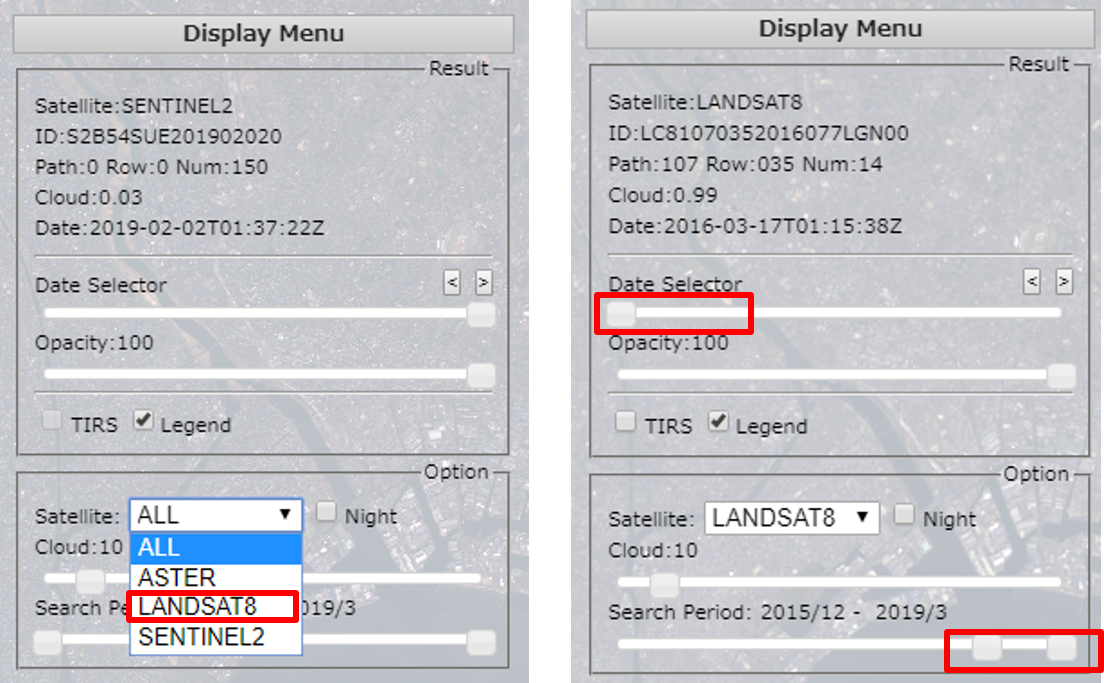 Display Menu
Result
Satellite:SENTINEL2
ID:S2B54SUE201902020
Path:0 Row:0 Num:150
Cloud:0.03
Date:2019-02-02T01:37:22Z
Date Selector < >
Opacity:100
TIRS Legend
Option
Satellite: ALL ▼ Night
Cloud:10
ALL
ASTER
Search Pe LANDSAT8 019/3
SENTINEL2
Display Menu
Result
Satellite:LANDSAT8
ID:LC81070352016077LGN00
Path:107 Row:035 Num:14
Cloud:0.99
Date:2016-03-17T01:15:38Z
Date Selector < >
Opacity:100
TIRS Legend
Option
Satellite: LANDSAT8 ▼ Night
Cloud:10
Search Period: 2015/12 - 2019/3